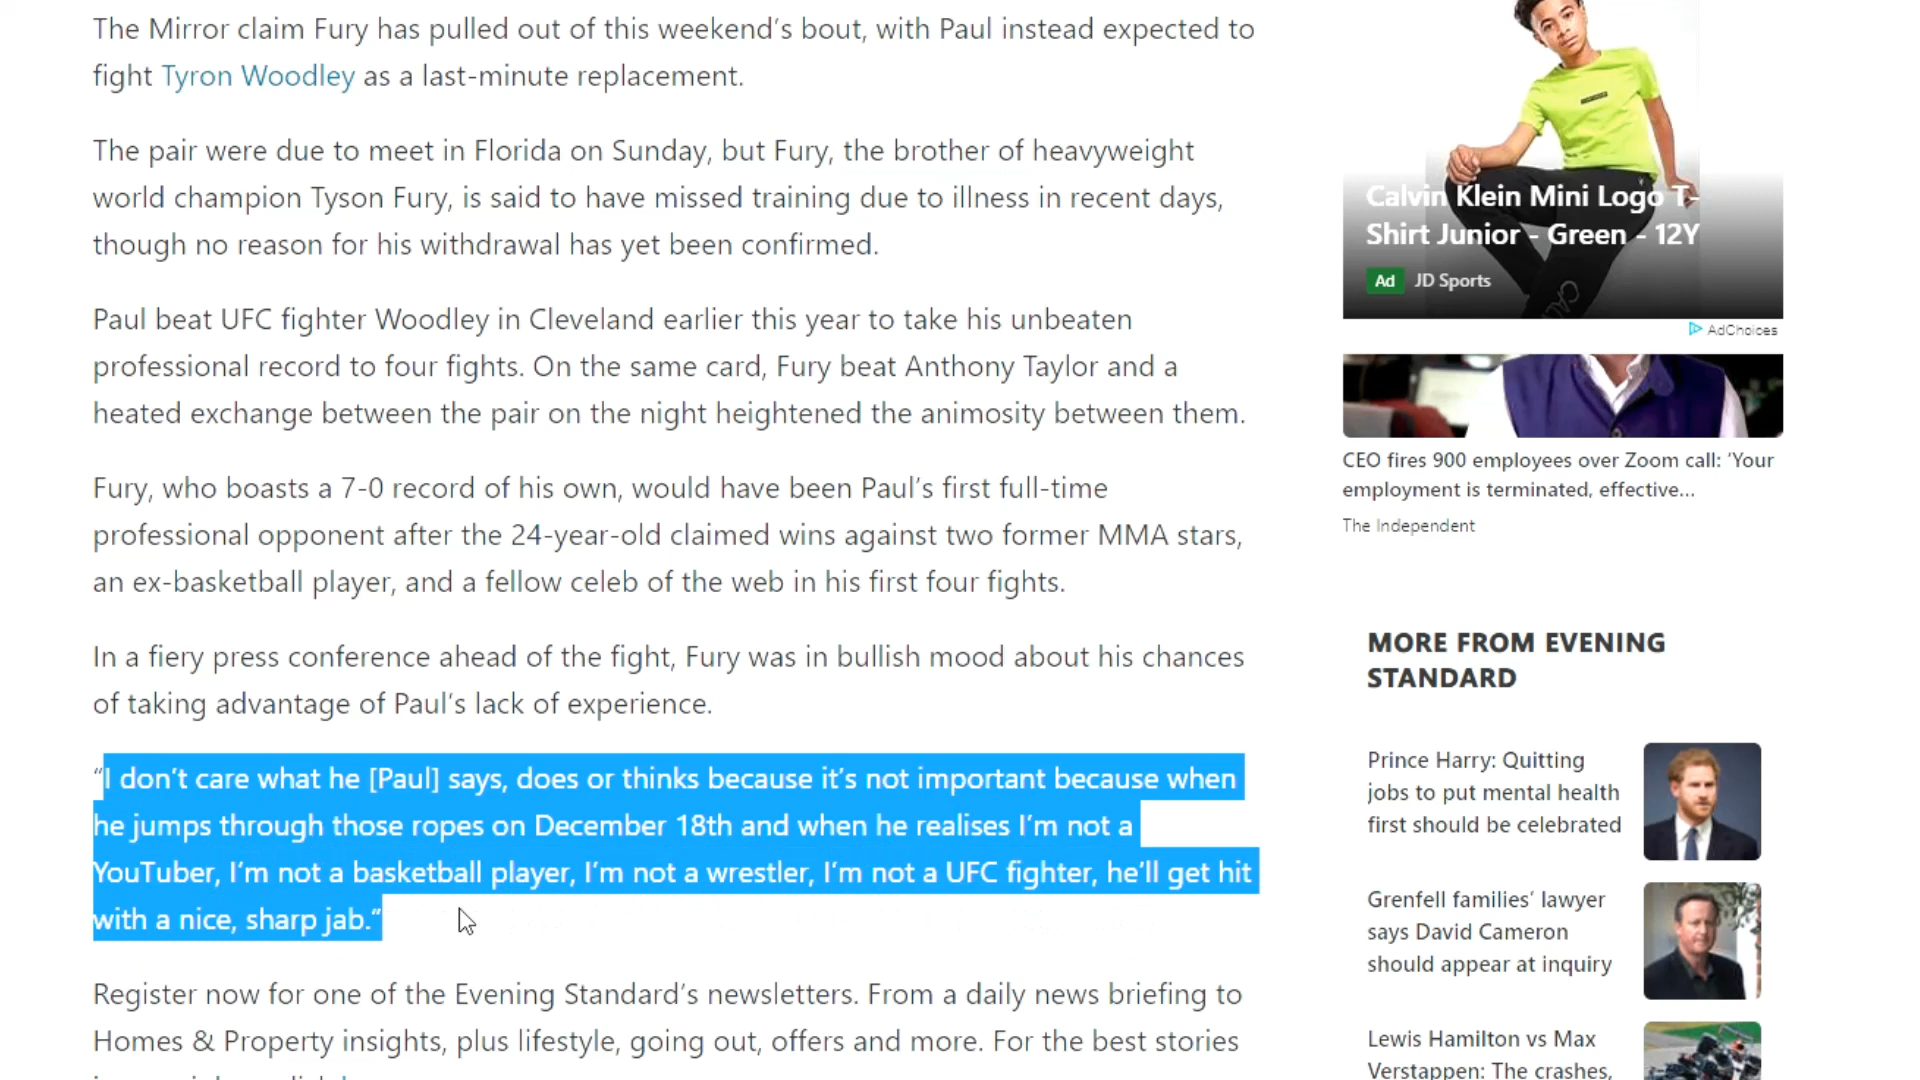 The Mirror claim Fury has pulled out of this weekend’s bout, with Paul instead expected to
fight Tyron Woodley as a last-minute replacement.
The pair were due to meet in Florida on Sunday, but Fury, the brother of heavyweight
world champion Tyson Fury, is said to have missed training due to illness in recent days,
though no reason for his withdrawal has yet been confirmed.
Paul beat UFC fighter Woodley in Cleveland earlier this year to take his unbeaten
professional record to four fights. On the same card, Fury beat Anthony Taylor and a
heated exchange between the pair on the night heightened the animosity between them.
Fury, who boasts a 7-0 record of his own, would have been Paul’s first full-time
professional opponent after the 24-year-old claimed wins against two former MMA stars,
an ex-basketball player, and a fellow celeb of the web in his first four fights.
In a fiery press conference ahead of the fight, Fury was in bullish mood about his chances
of taking advantage of Paul’s lack of experience.
“I don’t care what he [Paul] says, does or thinks because it’s not important because when
he jumps through those ropes on December 18th and when he realises I’m not a
YouTuber, I’m not a basketball player, I’m not a wrestler, I’m not a UFC fighter, he’ll get hit
with a nice, sharp jab.”
Register now for one of the Evening Standard’s newsletters. From a daily news briefing to
Homes & Property insights, plus lifestyle, going out, offers and more. For the best stories
Calvin Klein Mini Logo T-
Shirt Junior - Green - 12Y
Ad JD Sports
AdChoices
CEO fires 900 employees over Zoom call: ‘Your
employment is terminated, effective...
The Independent
MORE FROM EVENING
STANDARD
Prince Harry: Quitting
jobs to put mental health
first should be celebrated
Grenfell families’ lawyer
says David Cameron
should appear at inquiry
Lewis Hamilton vs Max
Verstappen: The crashes,